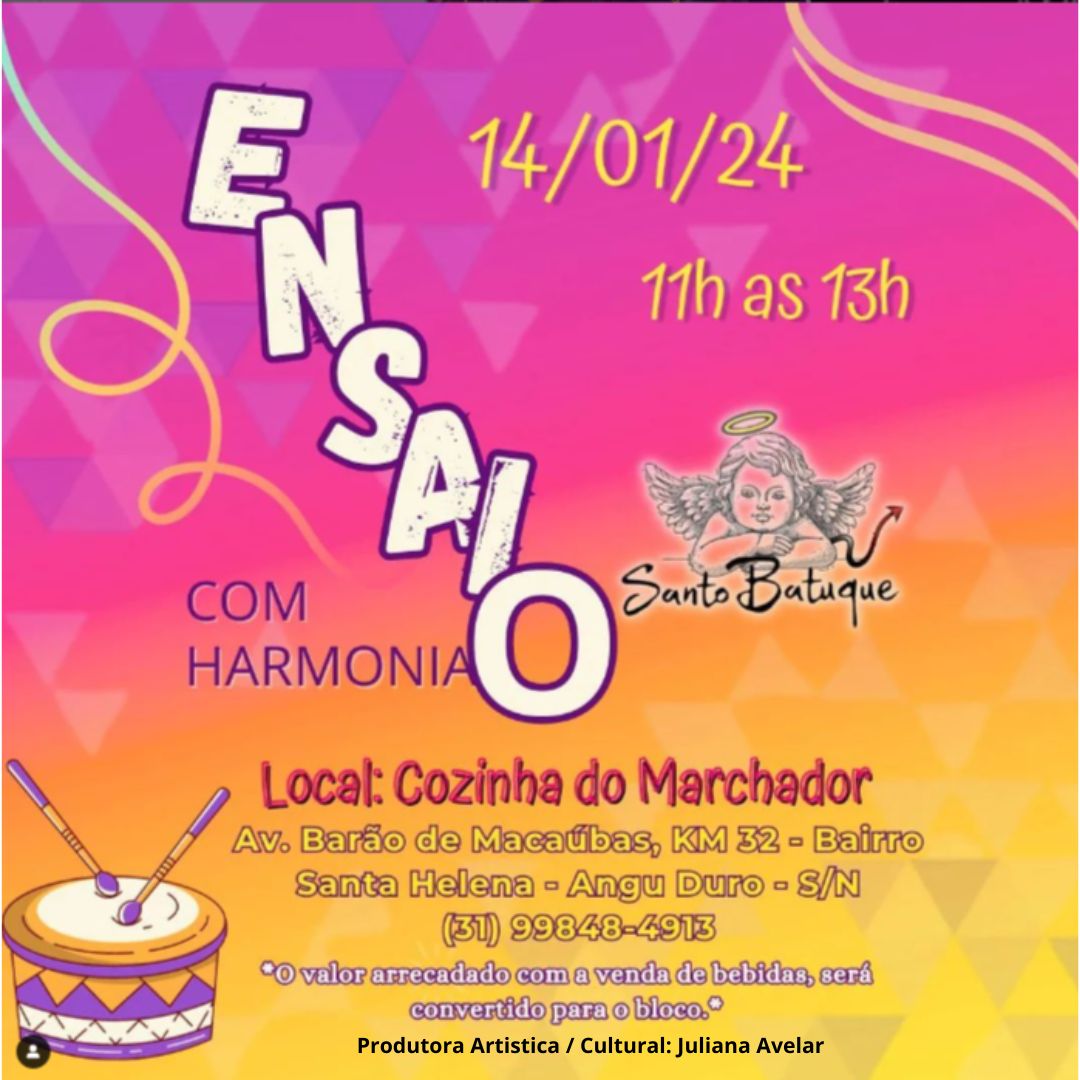 ENSAIO
14/01/24
11h as 13h
Santo Batuque
COM
HARMONIA
Local: Cozinha do Marchador
Av. Barão de Macaúbas, KM 32 - Bairro
Santa Helena - Angu Duro - S/N
(31) 99848-4913
*O valor arrecadado com a venda de bebidas, será
convertido para o bloco.*
Produtora Artistica / Cultural: Juliana Avelar